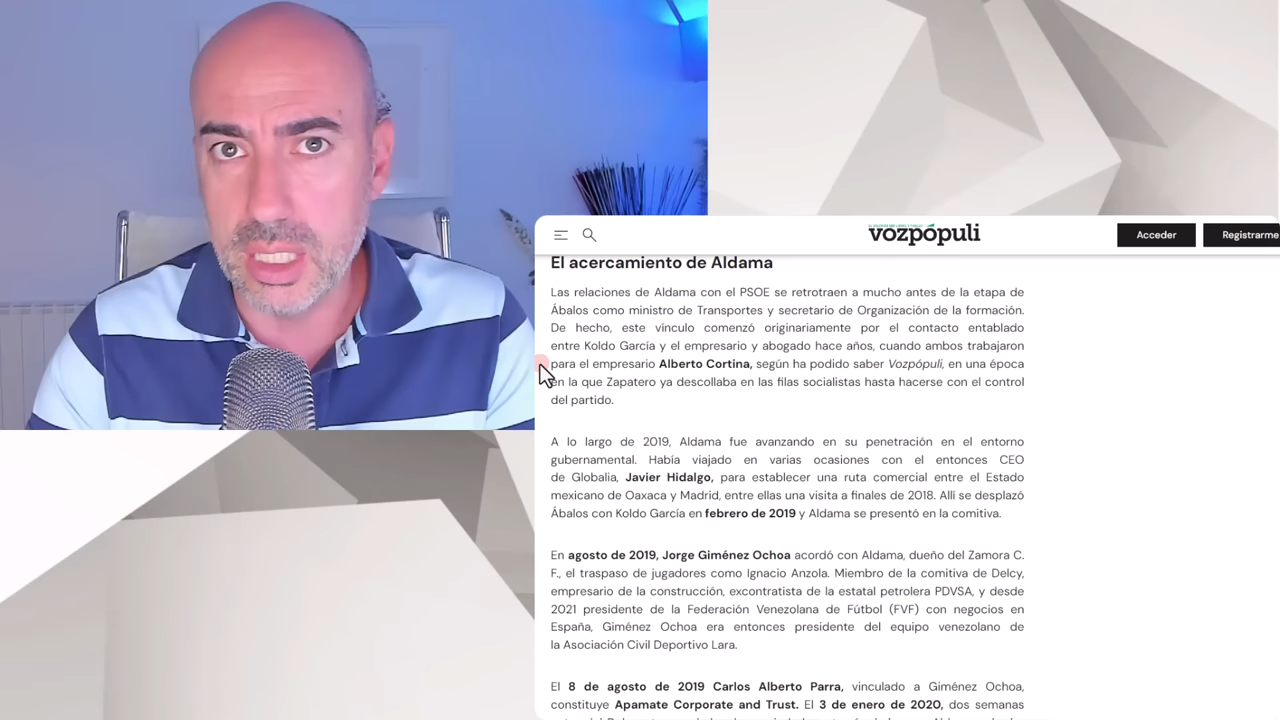 vozpópuli
Acceder
Registrarme
El acercamiento de Aldama
Las relaciones de Aldama con el PSOE se retrotraen a mucho antes de la etapa de
Ábalos como ministro de Transportes y secretario de Organización de la formación.
De hecho, este vínculo comenzó originariamente por el contacto entablado
entre Koldo García y el empresario y abogado hace años, cuando ambos trabajaron
para el empresario Alberto Cortina, según ha podido saber Vozpópuli, en una época
en la que Zapatero ya descollaba en las filas socialistas hasta hacerse con el control
del partido.
A lo largo de 2019, Aldama fue avanzando en su penetración en el entorno
gubernamental. Había viajado en varias ocasiones con el entonces CEO
de Globalia, Javier Hidalgo, para establecer una ruta comercial entre el Estado
mexicano de Oaxaca y Madrid, entre ellas una visita a finales de 2018. Allí se desplazó
Ábalos con Koldo García en febrero de 2019 y Aldama se presentó en la comitiva.
En agosto de 2019, Jorge Giménez Ochoa acordó con Aldama, dueño del Zamora C.
F., el traspaso de jugadores como Ignacio Anzola. Miembro de la comitiva de Delcy,
empresario de la construcción, excontratista de la estatal petrolera PDVSA, y desde
2021 presidente de la Federación Venezolana de Fútbol (FVF) con negocios en
España, Giménez Ochoa era entonces presidente del equipo venezolano de
la Asociación Civil Deportivo Lara.
El 8 de agosto de 2019 Carlos Alberto Parra, vinculado a Giménez Ochoa,
constituye Apamate Corporate and Trust. El 3 de enero de 2020, dos semanas